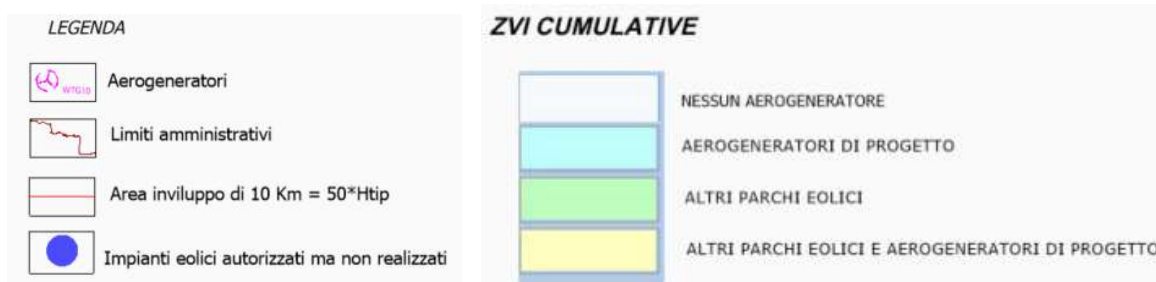 LEGENDA
WTG10
Aerogeneratori
Limiti amministrativi
Area inviluppo di 10 Km = 50*Htip
Impianti eolici autorizzati ma non realizzati
ZVI CUMULATIVE
NESSUN AEROGENERATORE
AEROGENERATORI DI PROGETTO
ALTRI PARCHI EOLICI
ALTRI PARCHI EOLICI E AEROGENERATORI DI PROGETTO